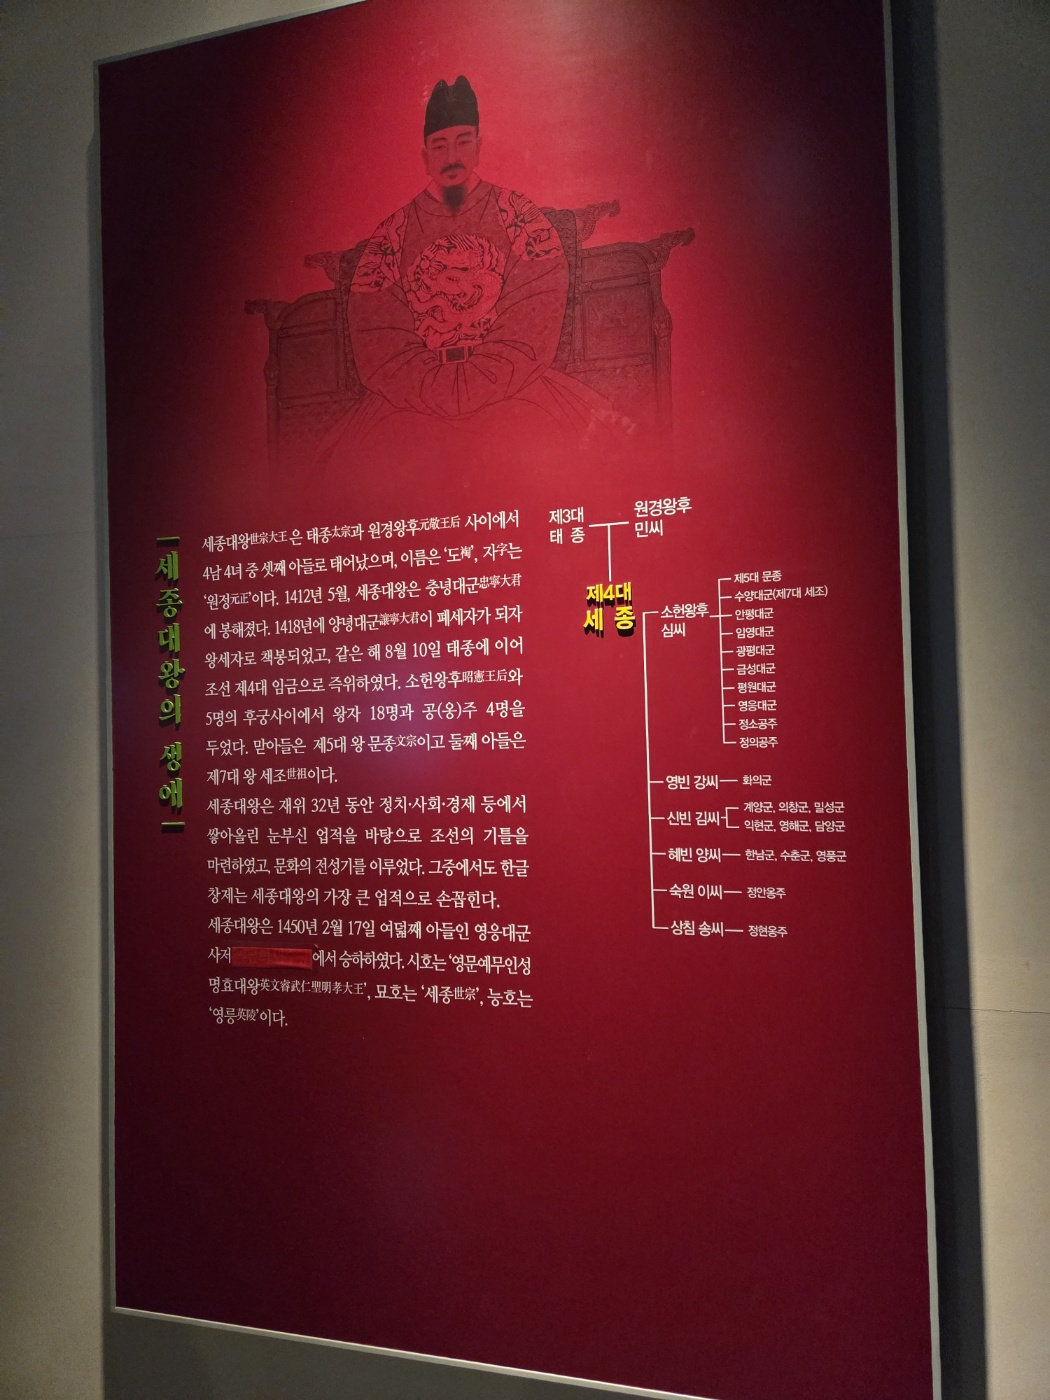 세종대왕의 생애
세종대왕世宗大王은 태종太宗과 원경왕후元敬王后 사이에서
4남 4녀 중 셋째 아들로 태어났으며, 이름은 ‘도祹’, 자字는
‘원정元正’이다. 1412년 5월, 세종대왕은 충녕대군忠寧大君
에 봉해졌다. 1418년에 양녕대군讓寧大君이 폐세자가 되자
왕세자로 책봉되었고, 같은 해 8월 10일 태종에 이어
조선 제4대 임금으로 즉위하였다. 소헌왕후昭憲王后와
5명의 후궁사이에서 왕자 18명과 공(옹)주 4명을
두었다. 맏아들은 제5대 왕 문종文宗이고 둘째 아들은
제7대 왕 세조世祖이다.
세종대왕은 재위 32년 동안 정치·사회·경제 등에서
쌓아올린 눈부신 업적을 바탕으로 조선의 기틀을
마련하였고, 문화의 전성기를 이루었다. 그중에서도 한글
창제는 세종대왕의 가장 큰 업적으로 손꼽힌다.
세종대왕은 1450년 2월 17일 여덟째 아들인 영응대군
사저 에서 승하하였다. 시호는 ‘영문예무인성
명효대왕英文睿武仁聖明孝大王’, 묘호는 ‘세종世宗’, 능호는
‘영릉英陵’이다.
제3대
태 종
원경왕후
민씨
제4대
세 종
소헌왕후
심씨
제5대 문종
수양대군(제7대 세조)
안평대군
임영대군
광평대군
금성대군
평원대군
영응대군
정소공주
정의공주
영빈 강씨
화의군
신빈 김씨
계양군, 의창군, 밀성군
익현군, 영해군, 담양군
혜빈 양씨
한남군, 수춘군, 영풍군
숙원 이씨
정안옹주
상침 송씨
정현옹주